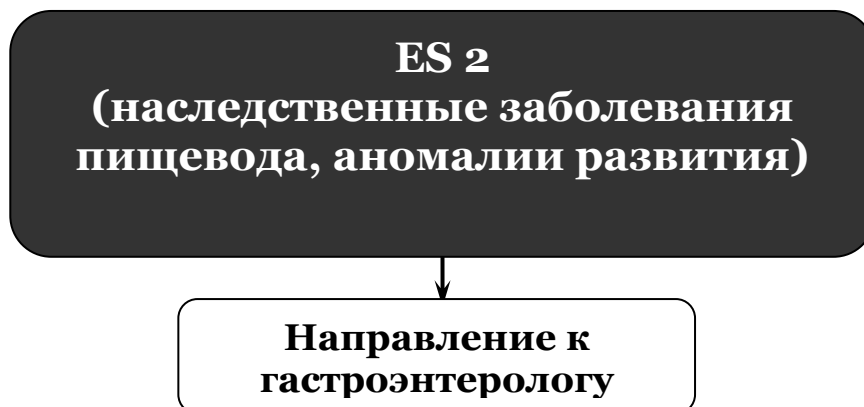 ES 2
(наследственные заболевания
пищевода, аномалии развития)
Направление к
гастроэнтерологу